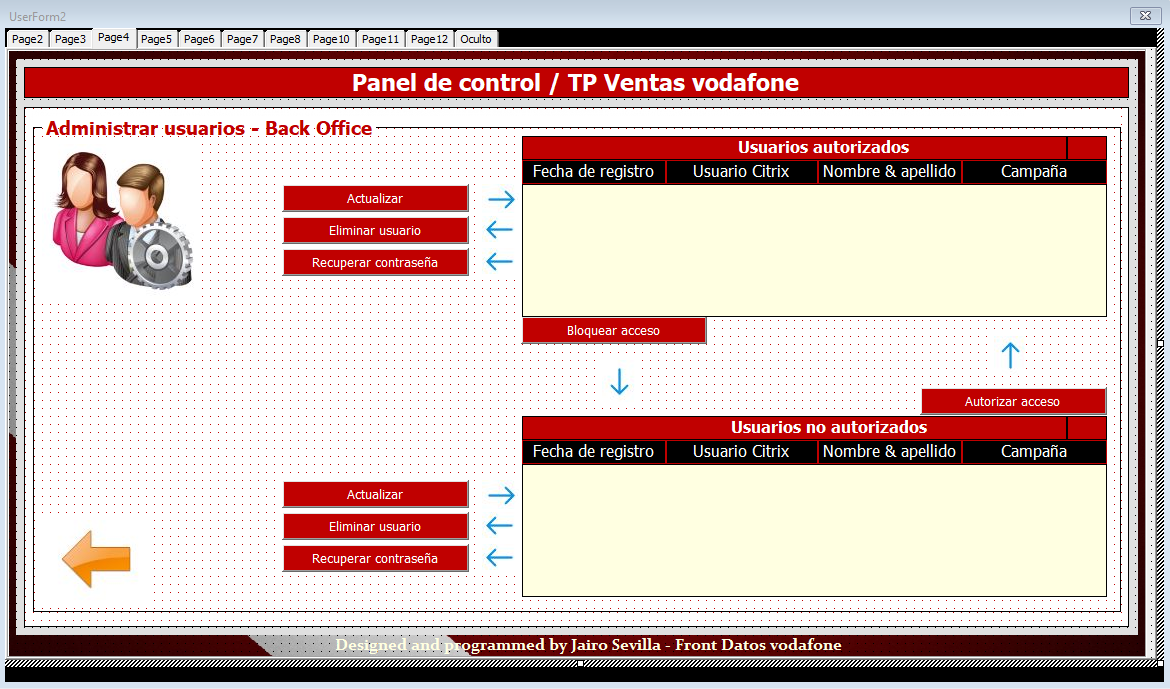 UserForm2
Page2 Page3 Page4 Page5 Page6 Page7 Page8 Page10 Page11 Page12 Oculto
Panel de control / TP Ventas vodafone
Administrar usuarios - Back Office
Usuarios autorizados
Fecha de registro Usuario Citrix Nombre & apellido Campaña
Actualizar
Eliminar usuario
Recuperar contraseña
Bloquear acceso
Autorizar acceso
Usuarios no autorizados
Fecha de registro Usuario Citrix Nombre & apellido Campaña
Actualizar
Eliminar usuario
Recuperar contraseña
Designed and programmed by Jairo Sevilla - Front Datos vodafone